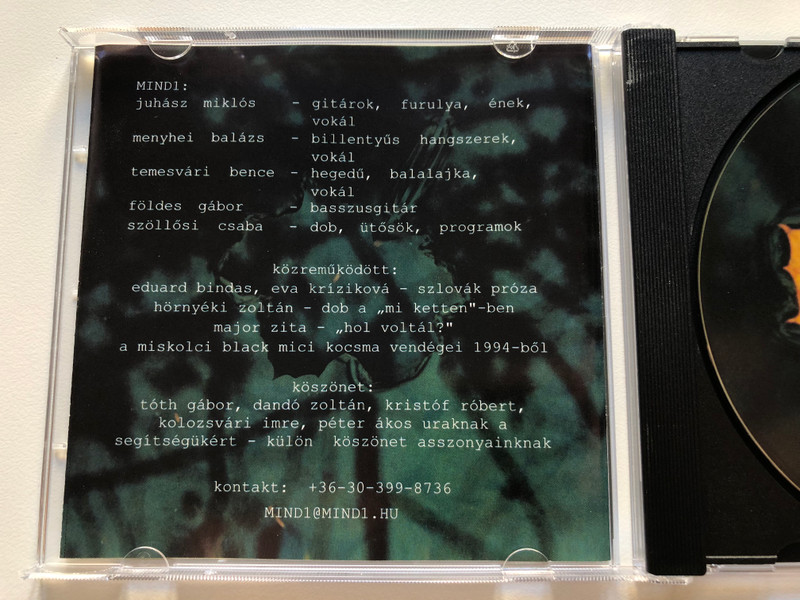 MIND1:
juhász miklós - gitárok, furulya, ének,
vokál
menyhei balázs - billentyűs hangszerek,
vokál
temesvári bence - hegedű, balalajka,
vokál
földes gábor - basszusgitár
szöllősi csaba - dob, ütősök, programok
közreműködött:
eduard bindas, eva kríziková - szlovák próza
hörnyéki zoltán - dob a „mi ketten"-ben
major zita - „hol voltál?"
a miskolci black mici kocsma vendégei 1994-ből
köszönet:
tóth gábor, dandó zoltán, kristóf róbert,
kolozsvári imre, péter ákos uraknak a
segítségükért - külön köszönet asszonyainknak
kontakt: +36-30-399-8736
MIND1@MIND1.HU